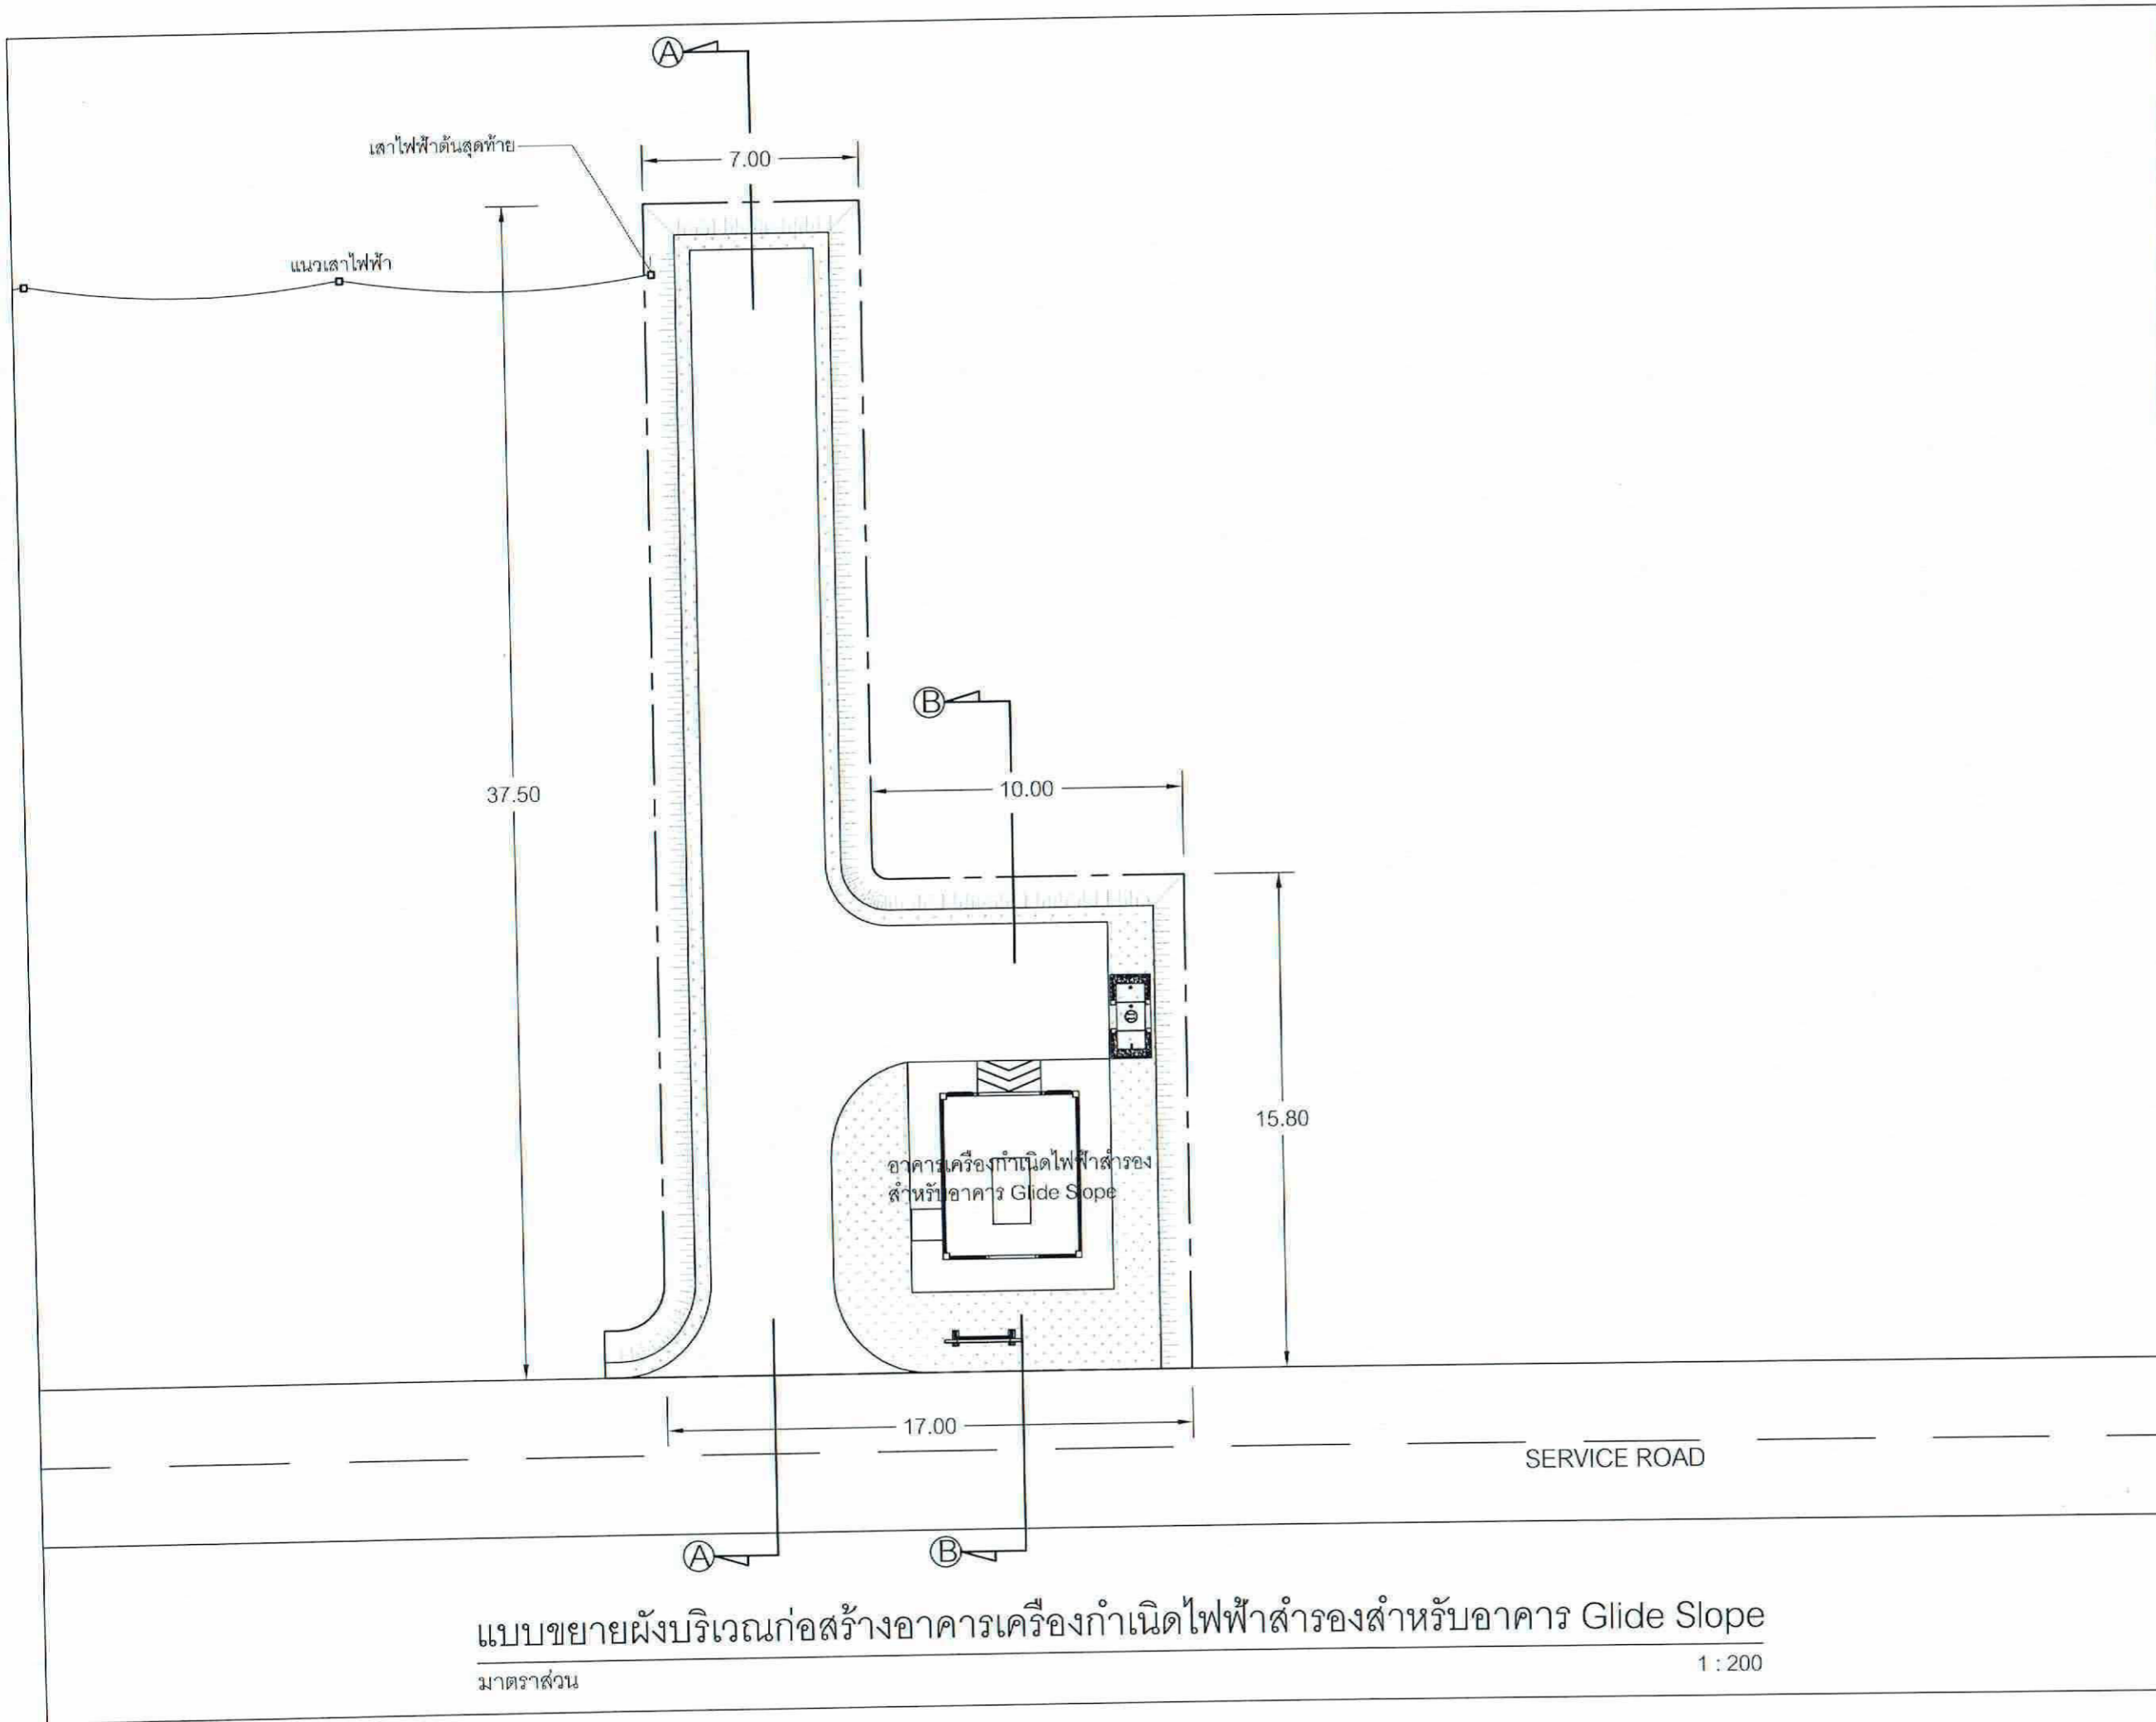 A
เสาไฟฟ้าต้นสุดท้าย
7.00
แนวเสาไฟฟ้า
B
37.50
10.00
15.80
อาคารเครื่องกำเนิดไฟฟ้าสำรอง
สำหรับอาคาร Glide Slope
17.00
SERVICE ROAD
A
B
แบบขยายผังบริเวณก่อสร้างอาคารเครื่องกำเนิดไฟฟ้าสำรองสำหรับอาคาร Glide Slope
มาตราส่วน
1 : 200